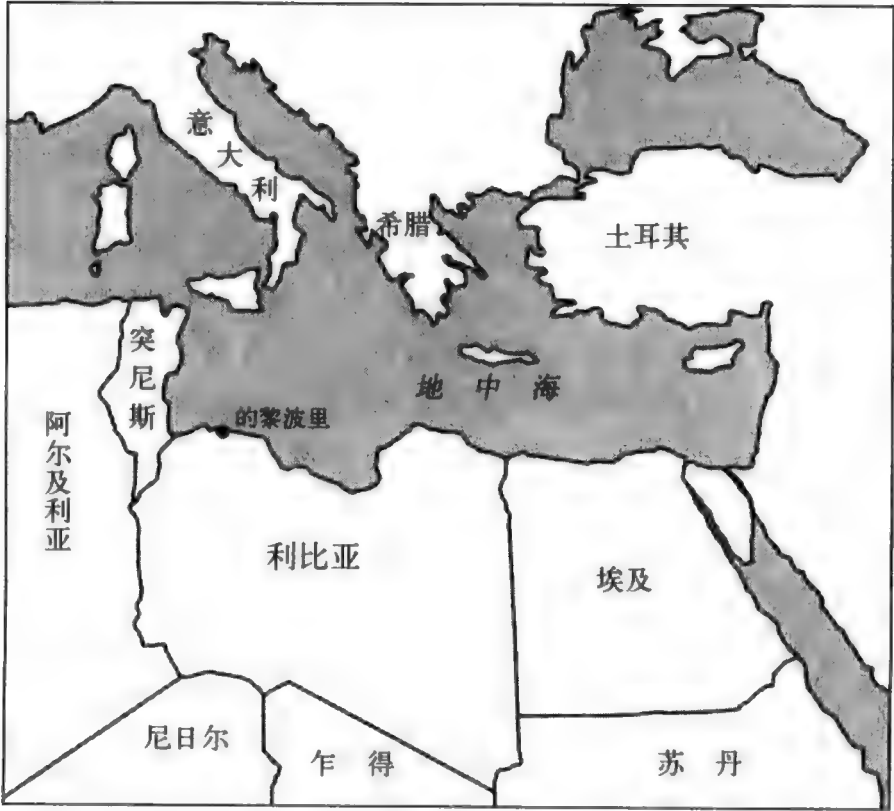 意大利
希腊
土耳其
突尼斯
地中海
的黎波里
阿尔及利亚
利比亚
埃及
尼日尔
乍得
苏丹